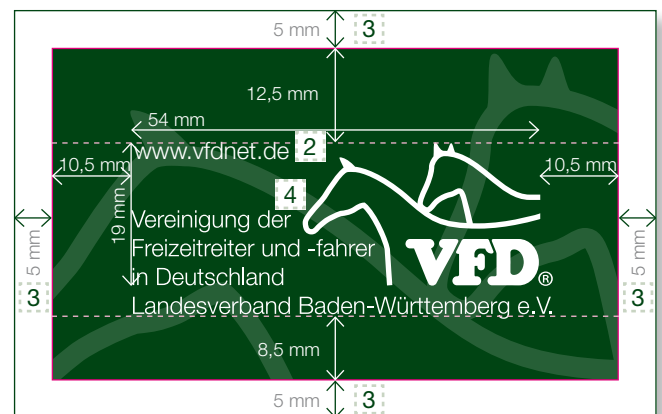 5 mm 3
12,5 mm
54 mm
www.vfdnet.de 2
10,5 mm 10,5 mm
4
19 mm
Vereinigung der
Freizeitreiter und -fahrer
in Deutschland
VFD®
Landesverband Baden-Württemberg e.V.
5 mm 3
5 mm 3
8,5 mm
5 mm 3